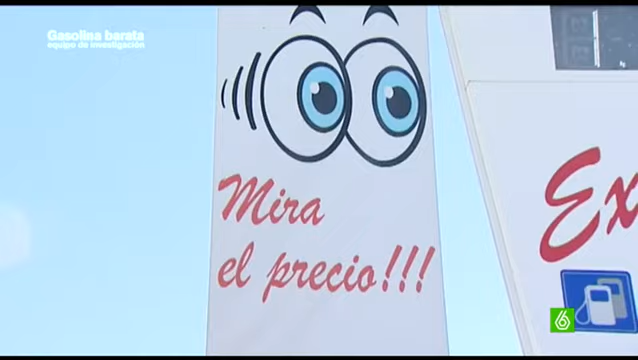 Gasolina barata
equipo de investigación
Mira
el precio!!!
Ex
6